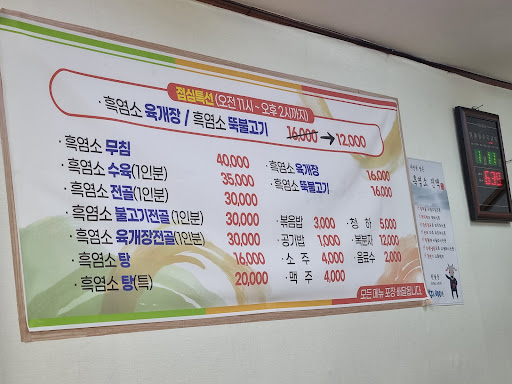 점심특선 (오전 11시 ~ 오후 2시까지)
· 흑염소 육개장 / 흑염소 뚝불고기 16,000 → 12,000
· 흑염소 무침 40,000
· 흑염소 수육(1인분) 35,000
· 흑염소 전골(1인분) 30,000
· 흑염소 불고기전골(1인분) 30,000
· 흑염소 육개장전골(1인분) 30,000
· 흑염소 탕 16,000
· 흑염소 탕(특) 20,000
· 흑염소 육개장 16,000
· 흑염소 뚝불고기 16,000
· 볶음밥 3,000
· 공기밥 1,000
· 소 주 4,000
· 맥 주 4,000
· 청 하 5,000
· 복분자 12,000
· 음료수 2,000
모든 메뉴 포장 배달됩니다.